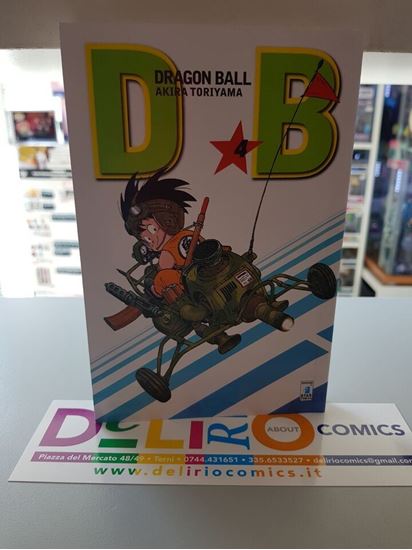 DB
DRAGON BALL
AKIRA TORIYAMA
4
DELIRIO ABOUT COMICS
Piazza del Mercato 48/49 • Terni • 0744.431651 • 335.6533527 • deliriocomics@gmail.com
www.deliriocomics.it